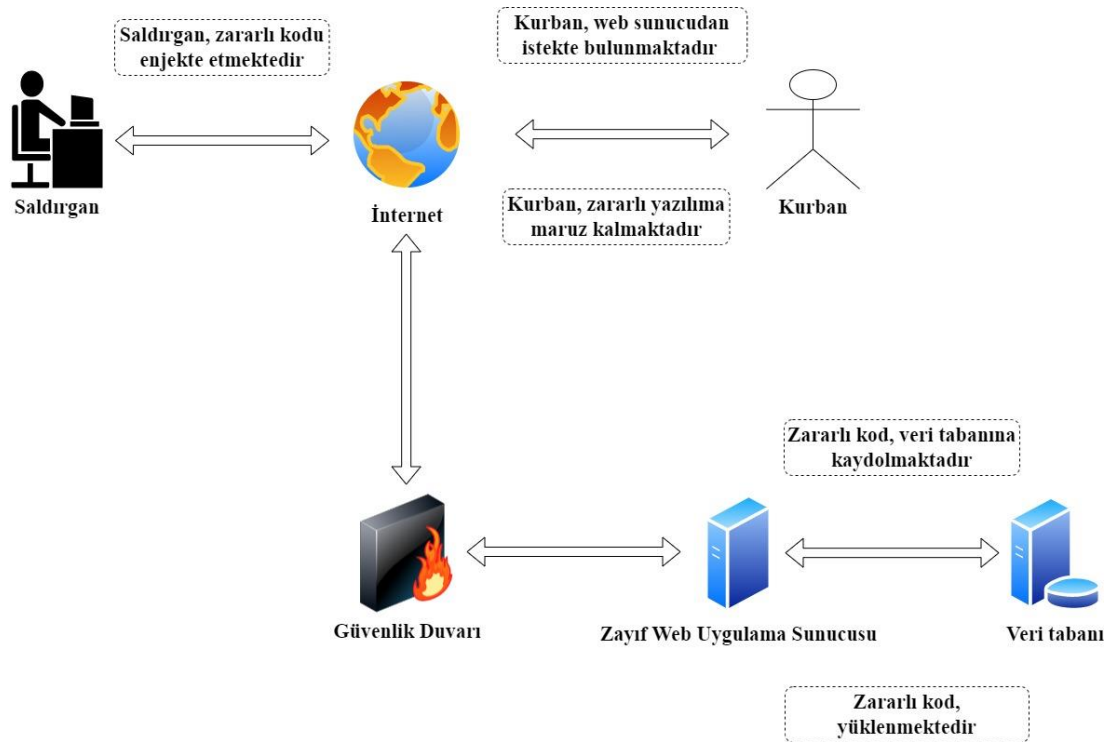 Saldırgan, zararlı kodu
enjekte etmektedir
Kurban, web sunucudan
istekte bulunmaktadır
Saldırgan
İnternet
Kurban, zararlı yazılıma
maruz kalmaktadır
Kurban
Zararlı kod, veri tabanına
kaydolmaktadır
Güvenlik Duvarı
Zayıf Web Uygulama Sunucusu
Veri tabanı
Zararlı kod,
yüklenmektedir